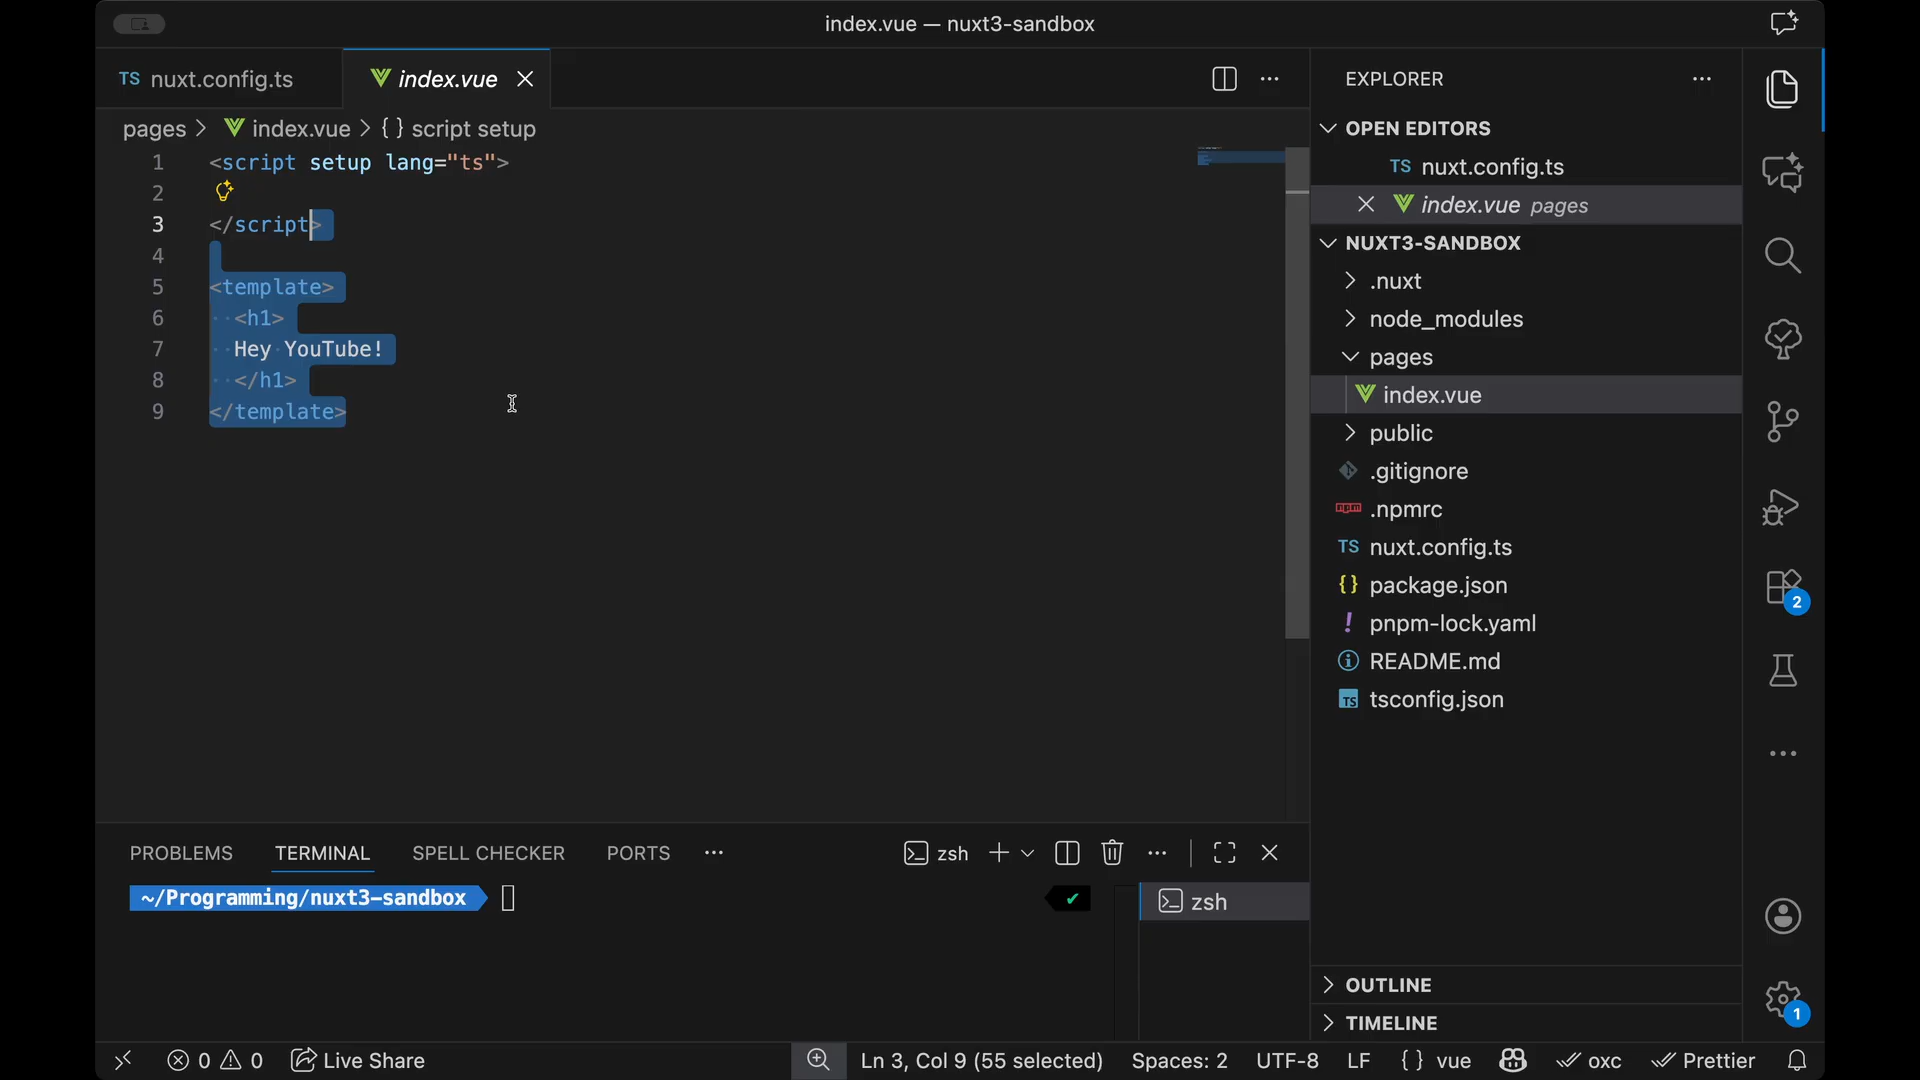 index.vue — nuxt3-sandbox
TS nuxt.config.ts
index.vue
pages > index.vue > {} script setup
1 <script setup lang="ts">
2
3 </script>
4
5 <template>
6 ··<h1>
7 Hey·YouTube!
8 ··</h1>
9 </template>
PROBLEMS TERMINAL SPELL CHECKER PORTS
zsh
~/Programming/nuxt3-sandbox
zsh
EXPLORER
OPEN EDITORS
TS nuxt.config.ts
index.vue pages
NUXT3-SANDBOX
.nuxt
node_modules
pages
index.vue
public
.gitignore
npm .npmrc
TS nuxt.config.ts
{} package.json
! pnpm-lock.yaml
README.md
TS tsconfig.json
OUTLINE
TIMELINE
2
1
0 0 Live Share Ln 3, Col 9 (55 selected) Spaces: 2 UTF-8 LF {} vue oxc Prettier